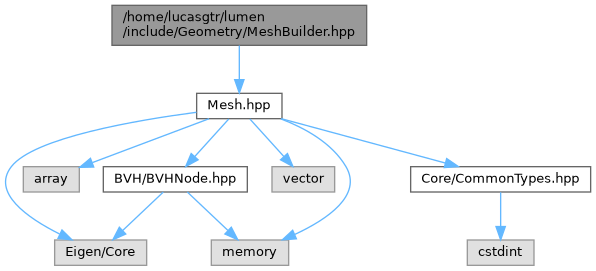 /home/lucasgtr/lumen
/include/Geometry/MeshBuilder.hpp
Mesh.hpp
array
BVH/BVHNode.hpp
vector
Core/CommonTypes.hpp
Eigen/Core
memory
cstdint